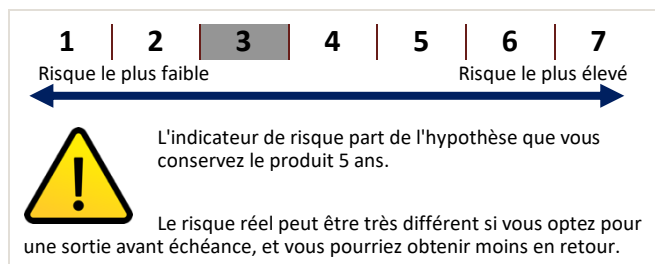 1 2 3 4 5 6 7
Risque le plus faible Risque le plus élevé
L'indicateur de risque part de l'hypothèse que vous
conservez le produit 5 ans.
Le risque réel peut être très différent si vous optez pour
une sortie avant échéance, et vous pourriez obtenir moins en retour.